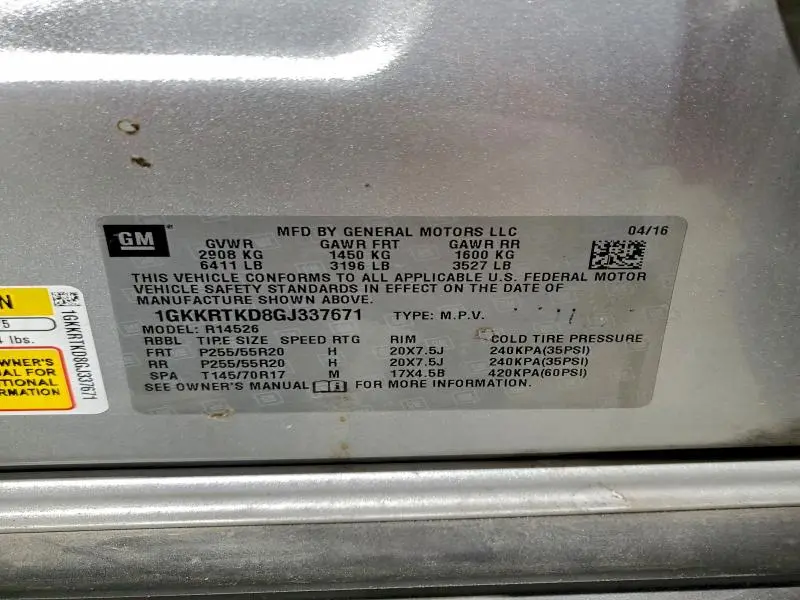 GM
MFD BY GENERAL MOTORS LLC 04/16
GVWR GAWR FRT GAWR RR
2908 KG 1450 KG 1600 KG
6411 LB 3196 LB 3527 LB
THIS VEHICLE CONFORMS TO ALL APPLICABLE U.S. FEDERAL MOTOR
VEHICLE SAFETY STANDARDS IN EFFECT ON THE DATE OF
MANUFACTURE SHOWN ABOVE.
1GKKRTKD8GJ337671 TYPE: M.P.V.
MODEL: R14526
RBBL TIRE SIZE SPEED RTG RIM COLD TIRE PRESSURE
FRT P255/55R20 H 20X7.5J 240KPA(35PSI)
RR P255/55R20 H 20X7.5J 240KPA(35PSI)
SPA T145/70R17 M 17X4.5B 420KPA(60PSI)
SEE OWNER'S MANUAL FOR MORE INFORMATION.
N
5
lbs.
WNER'S
AL FOR
TIONAL
RMATION
1GKKRTKD8GJ337671